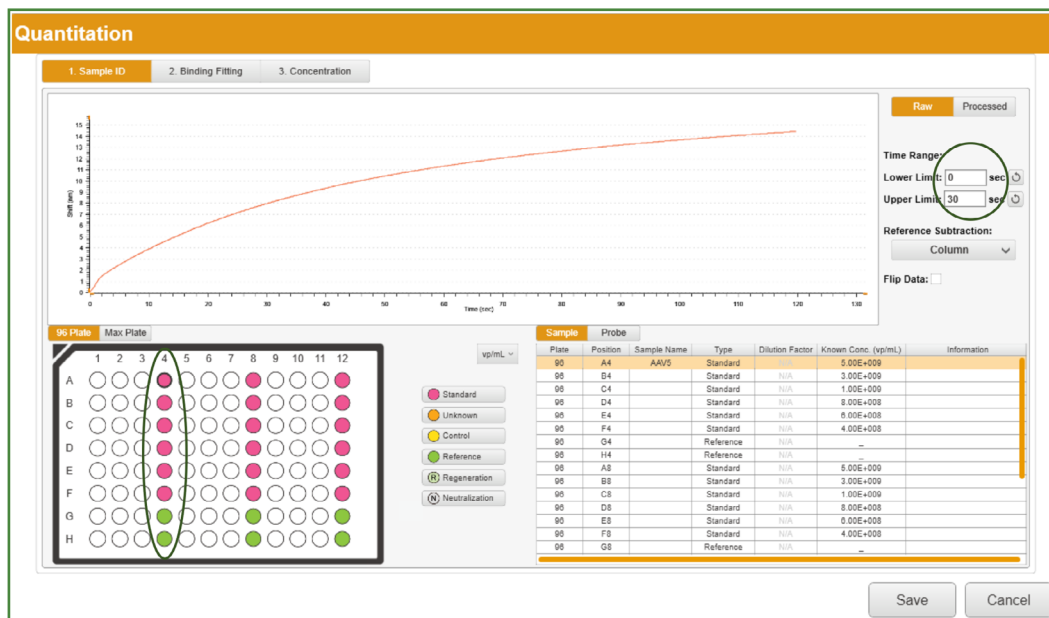 Quantitation
1. Sample ID 2. Binding Fitting 3. Concentration
Raw Processed
Time Range:
Lower Limit: 0 sec
Upper Limit: 30 sec
Reference Subtraction:
Column
Flip Data:
Shift (nm)
15
14
13
12
11
10
9
8
7
6
5
4
3
2
1
0
0 10 20 30 40 50 60 70 80 90 100 110 120 130
Time (sec)
96 Plate Max Plate
1 2 3 4 5 6 7 8 9 10 11 12
A
B
C
D
E
F
G
H
vp/mL
Standard
Unknown
Control
Reference
R Regeneration
N Neutralization
Sample Probe
Plate Position Sample Name Type Dilution Factor Known Conc. (vp/mL) Information
96 A4 AAV5 Standard N/A 5.00E+009
96 B4 Standard N/A 3.00E+009
96 C4 Standard N/A 1.00E+009
96 D4 Standard N/A 8.00E+008
96 E4 Standard N/A 6.00E+008
96 F4 Standard N/A 4.00E+008
96 G4 Reference N/A _
96 H4 Reference N/A _
96 A8 Standard N/A 5.00E+009
96 B8 Standard N/A 3.00E+009
96 C8 Standard N/A 1.00E+009
96 D8 Standard N/A 8.00E+008
96 E8 Standard N/A
96 F8 Standard N/A 4.00E+008
96 G8 Reference N/A _
Save Cancel